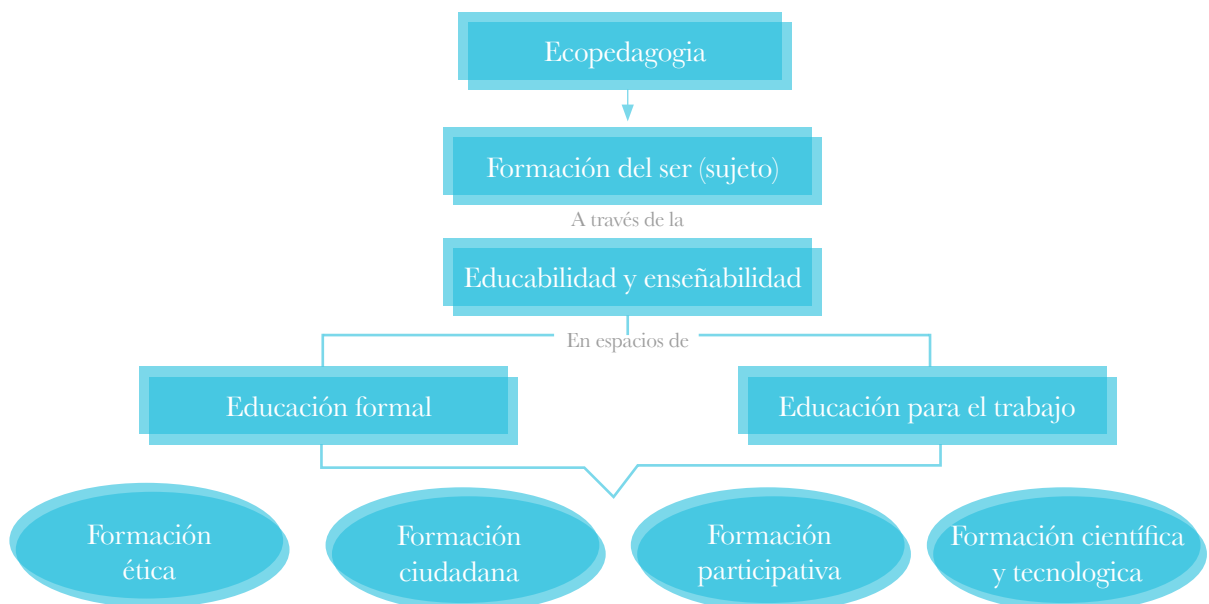 Ecopedagogia
Formación del ser (sujeto)
A través de la
Educabilidad y enseñabilidad
En espacios de
Educación formal
Educación para el trabajo
Formación
ética
Formación
ciudadana
Formación
participativa
Formación científica
y tecnologica